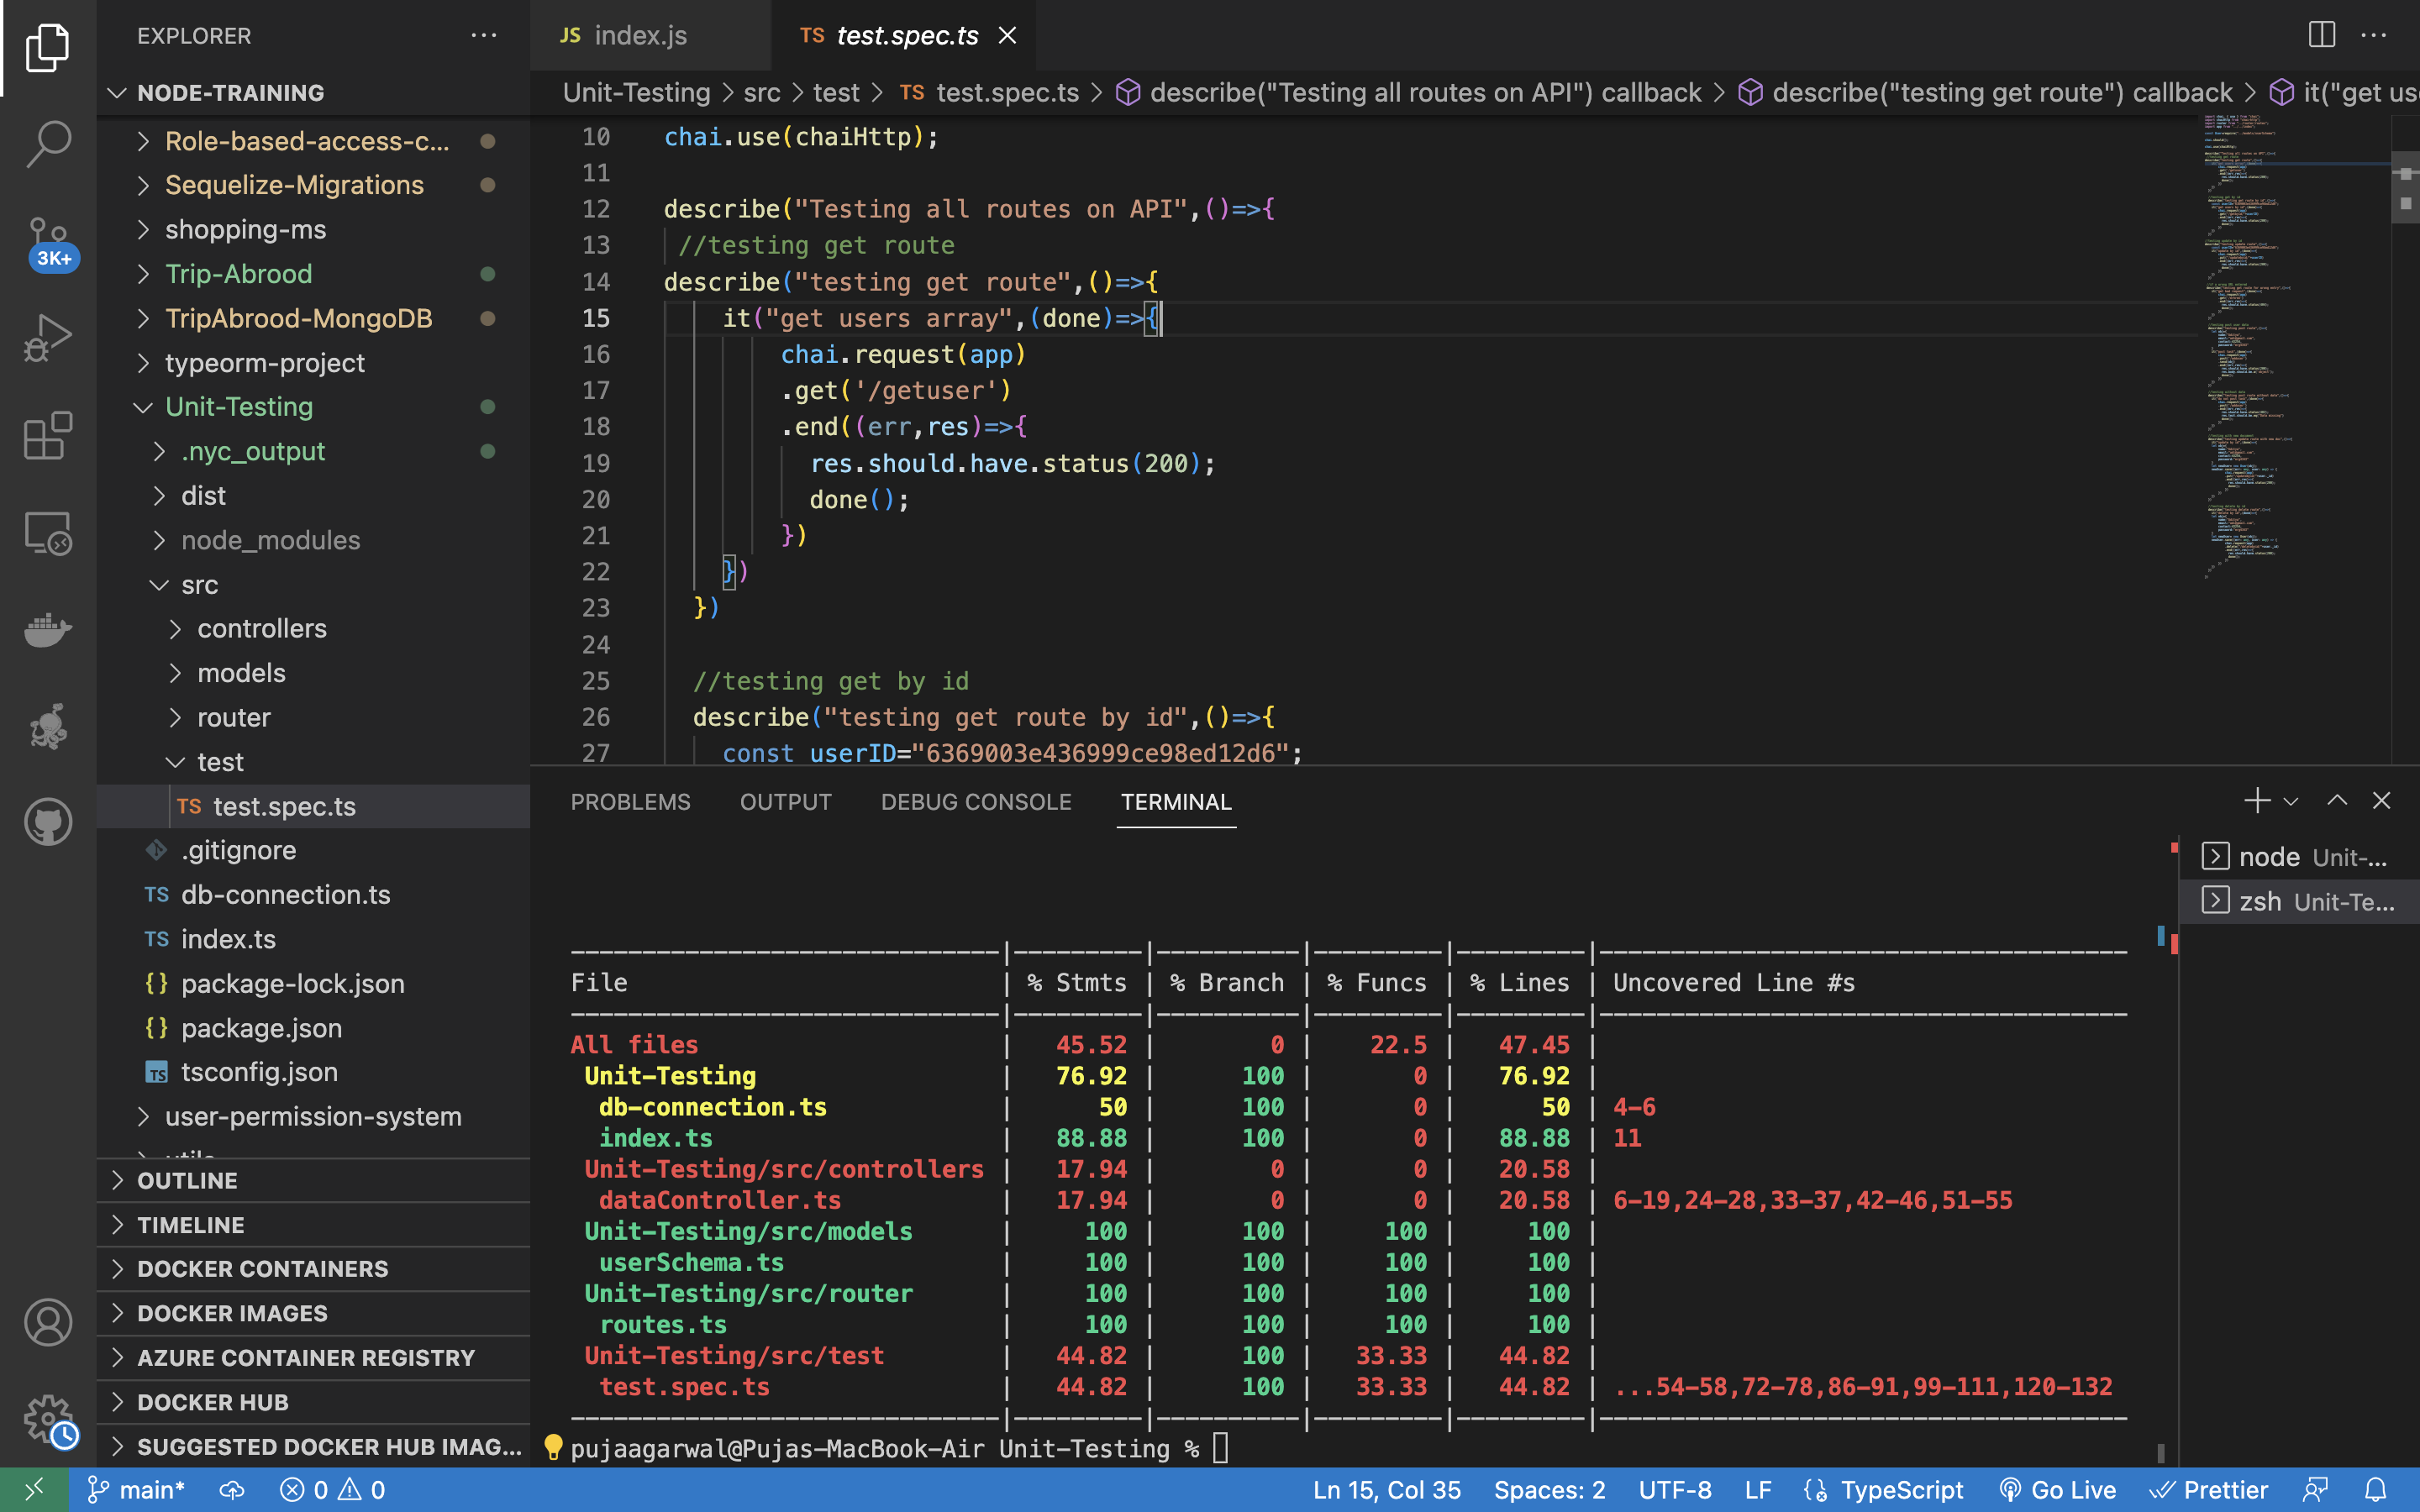 EXPLORER
NODE-TRAINING
Role-based-access-c...
Sequelize-Migrations
shopping-ms
Trip-Abrood
TripAbrood-MongoDB
typeorm-project
Unit-Testing
.nyc_output
dist
node_modules
src
controllers
models
router
test
TS test.spec.ts
.gitignore
TS db-connection.ts
TS index.ts
{} package-lock.json
{} package.json
TS tsconfig.json
user-permission-system
OUTLINE
TIMELINE
DOCKER CONTAINERS
DOCKER IMAGES
AZURE CONTAINER REGISTRY
DOCKER HUB
SUGGESTED DOCKER HUB IMAG...
3K+
JS index.js
TS test.spec.ts
Unit-Testing > src > test > TS test.spec.ts > describe("Testing all routes on API") callback > describe("testing get route") callback > it("get us
10 chai.use(chaiHttp);
11
12 describe("Testing all routes on API",()=>{
13 //testing get route
14 describe("testing get route",()=>{
15 it("get users array",(done)=>{
16 chai.request(app)
17 .get('/getuser')
18 .end((err,res)=>{
19 res.should.have.status(200);
20 done();
21 })
22 })
23 })
24
25 //testing get by id
26 describe("testing get route by id",()=>{
27 const userID="6369003e436999ce98ed12d6";
PROBLEMS OUTPUT DEBUG CONSOLE TERMINAL
node Unit-...
zsh Unit-Te...
File | % Stmts | % Branch | % Funcs | % Lines | Uncovered Line #s
All files | 45.52 | 0 | 22.5 | 47.45 |
Unit-Testing | 76.92 | 100 | 0 | 76.92 |
db-connection.ts | 50 | 100 | 0 | 50 | 4-6
index.ts | 88.88 | 100 | 0 | 88.88 | 11
Unit-Testing/src/controllers | 17.94 | 0 | 0 | 20.58 |
dataController.ts | 17.94 | 0 | 0 | 20.58 | 6-19,24-28,33-37,42-46,51-55
Unit-Testing/src/models | 100 | 100 | 100 | 100 |
userSchema.ts | 100 | 100 | 100 | 100 |
Unit-Testing/src/router | 100 | 100 | 100 | 100 |
routes.ts | 100 | 100 | 100 | 100 |
Unit-Testing/src/test | 44.82 | 100 | 33.33 | 44.82 |
test.spec.ts | 44.82 | 100 | 33.33 | 44.82 | ...54-58,72-78,86-91,99-111,120-132
pujaagarwal@Pujas-MacBook-Air Unit-Testing %
main* 0 0 Ln 15, Col 35 Spaces: 2 UTF-8 LF TypeScript Go Live Prettier